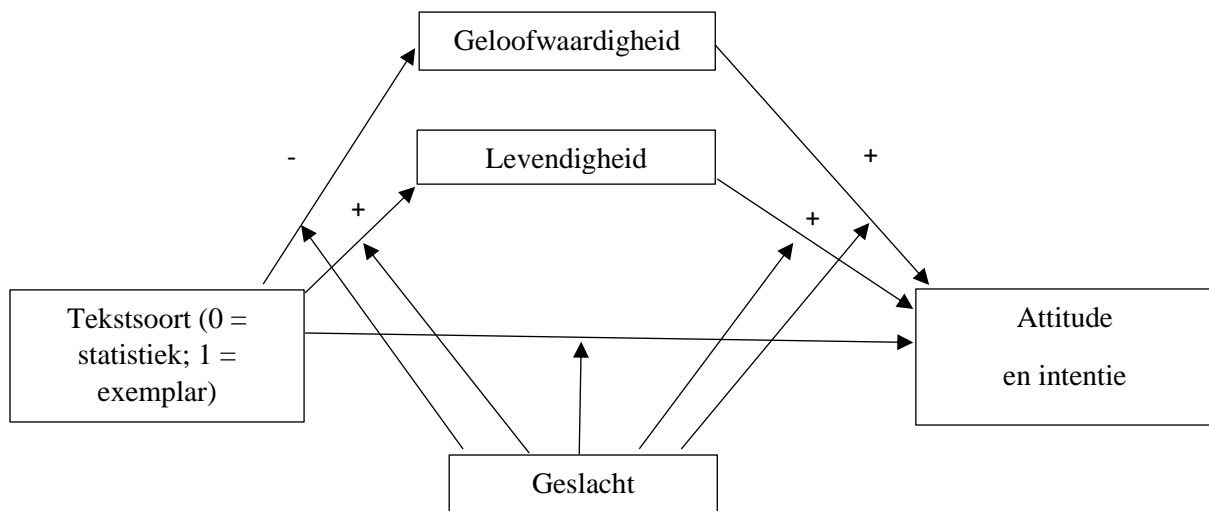 Geloofwaardigheid
-
+
Levendigheid
+
+
Tekstsoort (0 =
statistiek; 1 =
exemplar)
Attitude
en intentie
Geslacht